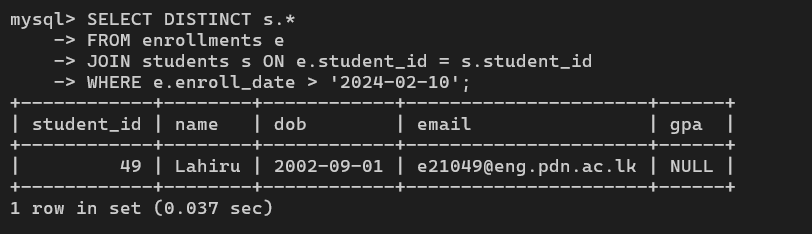 mysql> SELECT DISTINCT s.*
    -> FROM enrollments e
    -> JOIN students s ON e.student_id = s.student_id
    -> WHERE e.enroll_date > '2024-02-10';
+------------+--------+------------+-----------------------+------+
| student_id | name   | dob        | email                 | gpa  |
+------------+--------+------------+-----------------------+------+
|         49 | Lahiru | 2002-09-01 | e21049@eng.pdn.ac.lk | NULL |
+------------+--------+------------+-----------------------+------+
1 row in set (0.037 sec)